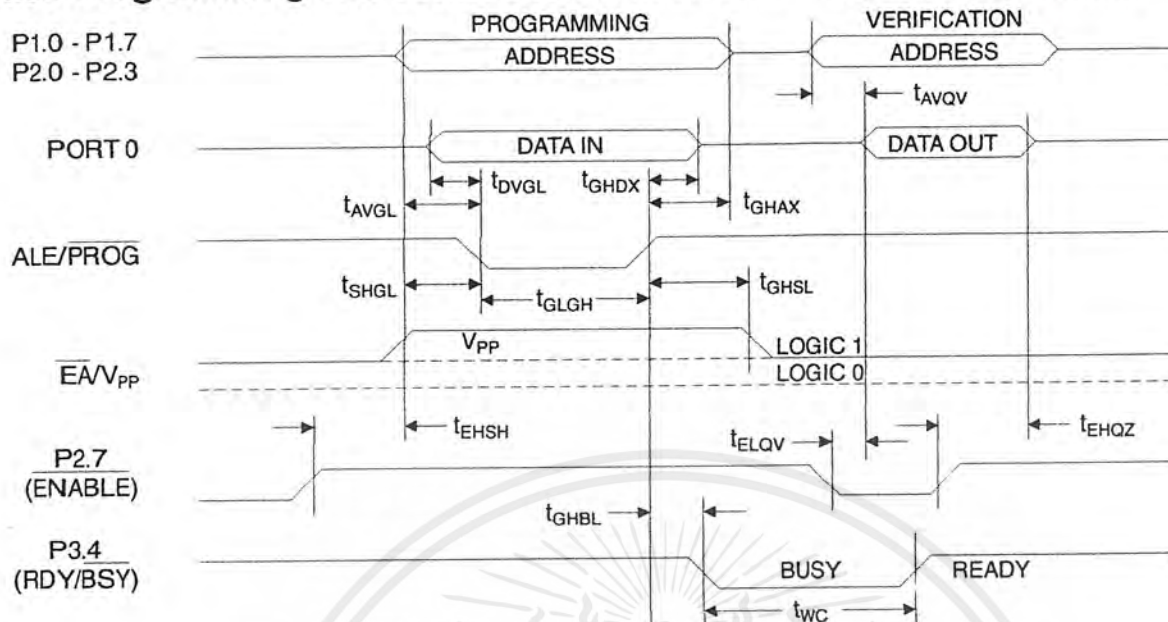 PROGRAMMING
VERIFICATION
P1.0 - P1.7
P2.0 - P2.3
ADDRESS
ADDRESS
tAVQV
PORT 0
DATA IN
DATA OUT
tDVGL
tGHDX
tAVGL
tGHAX
ALE/PROG
tSHGL
tGLGH
tGHSL
VPP
LOGIC 1
EA/VPP
LOGIC 0
tEHSH
tELQV
tEHQZ
P2.7
(ENABLE)
tGHBL
P3.4
(RDY/BSY)
BUSY
READY
tWC